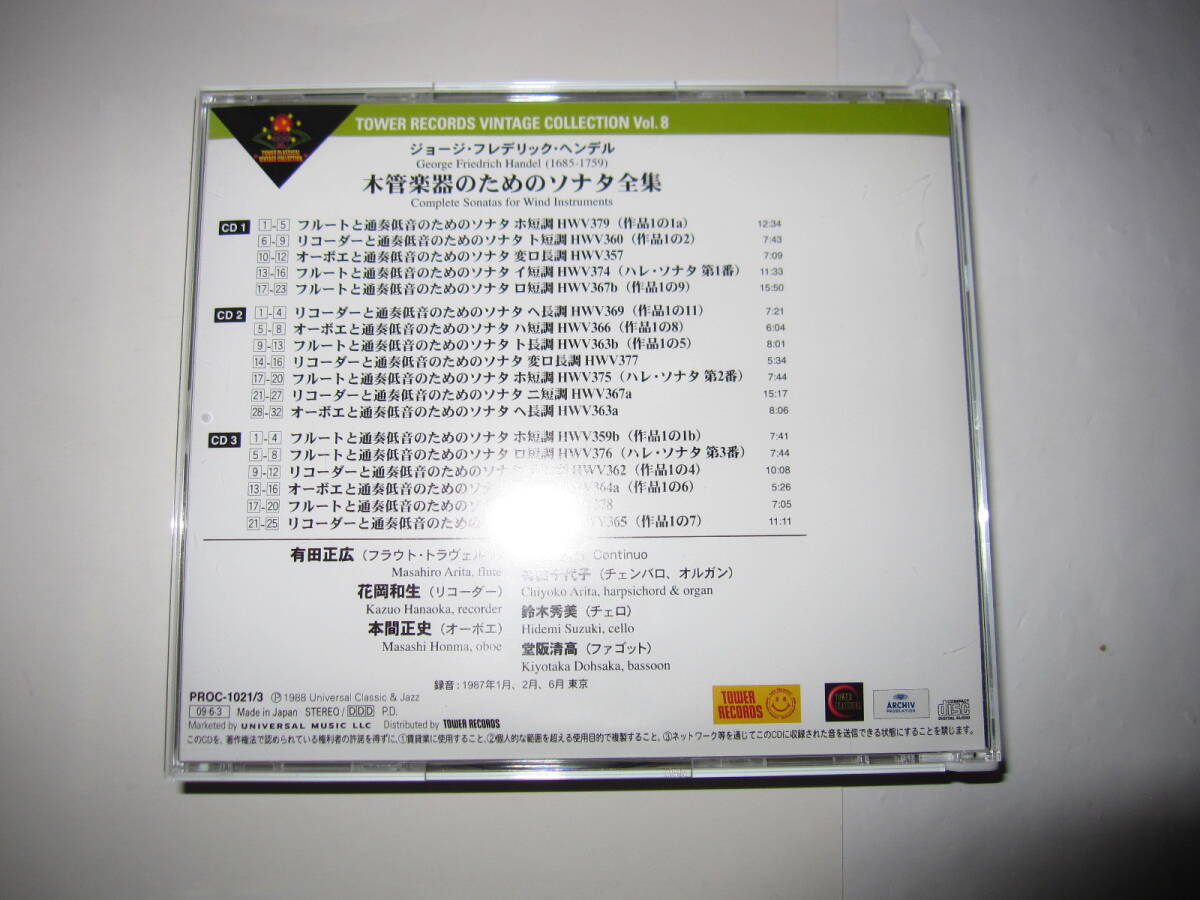 TOWER RECORDS VINTAGE COLLECTION Vol. 8
TOWER CLASSICAL
VINTAGE COLLECTION
ジョージ・フレデリック・ヘンデル
George Friedrich Handel (1685-1759)
木管楽器のためのソナタ全集
Complete Sonatas for Wind Instruments
CD 1 1-5 フルートと通奏低音のためのソナタ ホ短調 HWV379（作品1の1a） 12:34
6-9 リコーダーと通奏低音のためのソナタ ト短調 HWV360（作品1の2） 7:43
10-12 オーボエと通奏低音のためのソナタ 変ロ長調 HWV357 7:09
13-16 フルートと通奏低音のためのソナタ イ短調 HWV374（ハレ・ソナタ 第1番） 11:33
17-23 フルートと通奏低音のためのソナタ ロ短調 HWV367b（作品1の9） 15:50
CD 2 1-4 リコーダーと通奏低音のためのソナタ ヘ長調 HWV369（作品1の11） 7:21
5-8 オーボエと通奏低音のためのソナタ ハ短調 HWV366（作品1の8） 6:04
9-13 フルートと通奏低音のためのソナタ ト長調 HWV363b（作品1の5） 8:01
14-16 リコーダーと通奏低音のためのソナタ 変ロ長調 HWV377 5:34
17-20 フルートと通奏低音のためのソナタ ホ短調 HWV375（ハレ・ソナタ 第2番） 7:44
21-27 リコーダーと通奏低音のためのソナタ ニ短調 HWV367a 15:17
28-32 オーボエと通奏低音のためのソナタ ヘ長調 HWV363a 8:06
CD 3 1-4 フルートと通奏低音のためのソナタ ホ短調 HWV359b（作品1の1b） 7:41
5-8 フルートと通奏低音のためのソナタ ロ短調 HWV376（ハレ・ソナタ 第3番） 7:44
9-12 リコーダーと通奏低音のためのソナタ HWV362（作品1の4） 10:08
13-16 オーボエと通奏低音のためのソナタ HWV364a（作品1の6） 5:26
17-20 フルートと通奏低音のためのソナ 7:05
21-25 リコーダーと通奏低音のための HWV365（作品1の7） 11:11
有田正広（フラウト・トラヴェルソ
Masahiro Arita, flute
花岡和生（リコーダー）
Kazuo Hanaoka, recorder
本間正史（オーボエ）
Masashi Honma, oboe
Continuo
有田千代子（チェンバロ、オルガン）
Chiyoko Arita, harpsichord & organ
鈴木秀美（チェロ）
Hidemi Suzuki, cello
堂阪清高（ファゴット）
Kiyotaka Dohsaka, bassoon
録音：1987年1月、2月、6月 東京
PROC-1021/3 ℗ 1988 Universal Classic & Jazz
09·6·3 Made in Japan STEREO / DDD P.D.
Marketed by UNIVERSAL MUSIC LLC Distributed by TOWER RECORDS
TOWER RECORDS
TOWER CLASSICAL
ARCHIV PRODUKTION
COMPACT DISC DIGITAL AUDIO
このCDを、著作権法で認められている権利者の許諾を得ずに、①賃貸業に使用すること、②個人的な範囲を超える使用目的で複製すること、③ネットワーク等を通じてこのCDに収録された音を送信できる状態にすることを禁じます。